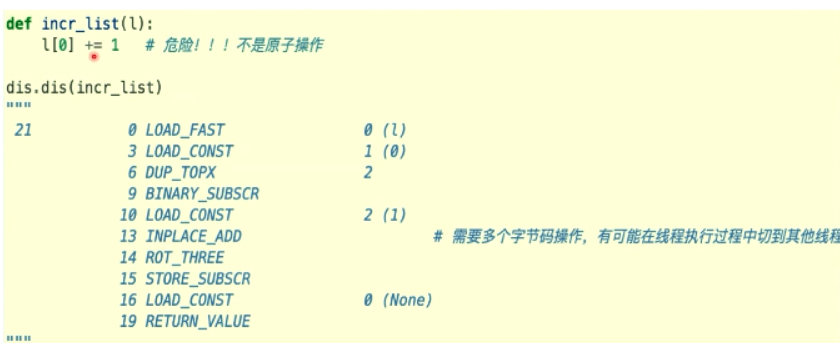 def incr_list(l):
    l[0] += 1  # 危险!!!不是原子操作
dis.dis(incr_list)
"""
21           0 LOAD_FAST                0 (l)
             3 LOAD_CONST               1 (0)
             6 DUP_TOPX                 2
             9 BINARY_SUBSCR
            10 LOAD_CONST               2 (1)
            13 INPLACE_ADD                      # 需要多个字节码操作,有可能在线程执行过程中切到其他线程
            14 ROT_THREE
            15 STORE_SUBSCR
            16 LOAD_CONST               0 (None)
            19 RETURN_VALUE
"""